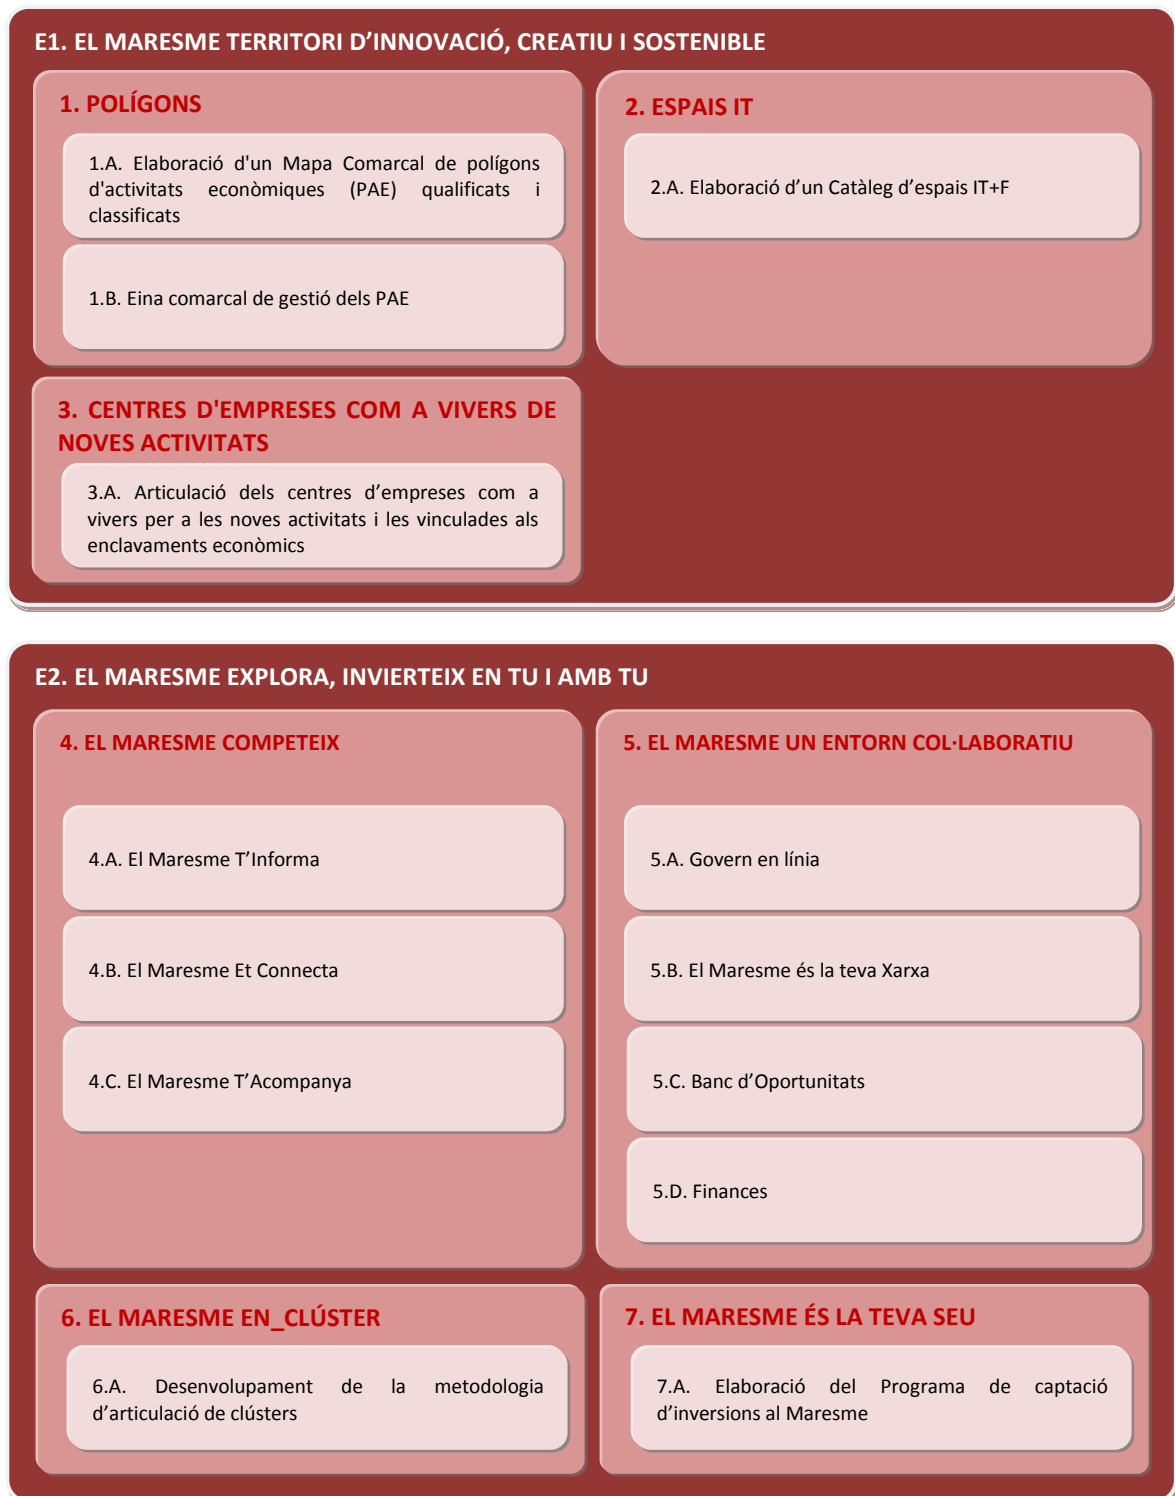 E1. EL MARESME TERRITORI D’INNOVACIÓ, CREATIU I SOSTENIBLE
1. POLÍGONS
1.A. Elaboració d'un Mapa Comarcal de polígons
d'activitats econòmiques (PAE) qualificats i
classificats
1.B. Eina comarcal de gestió dels PAE
2. ESPAIS IT
2.A. Elaboració d’un Catàleg d’espais IT+F
3. CENTRES D'EMPRESES COM A VIVERS DE
NOVES ACTIVITATS
3.A. Articulació dels centres d’empreses com a
vivers per a les noves activitats i les vinculades als
enclavaments econòmics
E2. EL MARESME EXPLORA, INVIERTEIX EN TU I AMB TU
4. EL MARESME COMPETEIX
4.A. El Maresme T’Informa
4.B. El Maresme Et Connecta
4.C. El Maresme T’Acompanya
5. EL MARESME UN ENTORN COL·LABORATIU
5.A. Govern en línia
5.B. El Maresme és la teva Xarxa
5.C. Banc d’Oportunitats
5.D. Finances
6. EL MARESME EN_CLÚSTER
6.A. Desenvolupament de la metodologia
d’articulació de clústers
7. EL MARESME ÉS LA TEVA SEU
7.A. Elaboració del Programa de captació
d’inversions al Maresme